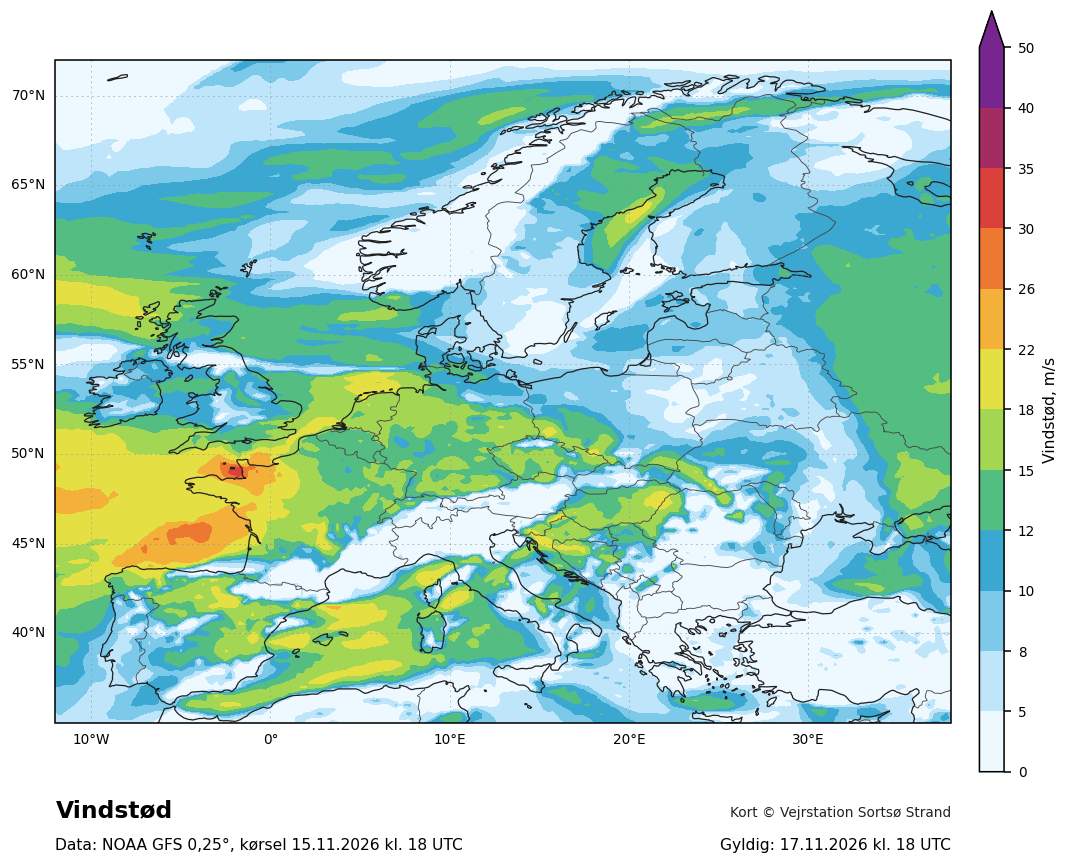 50
40
35
30
26
22
18
15
12
10
8
5
0
Vindstød, m/s
70°N
65°N
60°N
55°N
50°N
45°N
40°N
10°W
0°
10°E
20°E
30°E
Vindstød
Kort © Vejrstation Sortsø Strand
Data: NOAA GFS 0,25°, kørsel 15.11.2026 kl. 18 UTC
Gyldig: 17.11.2026 kl. 18 UTC